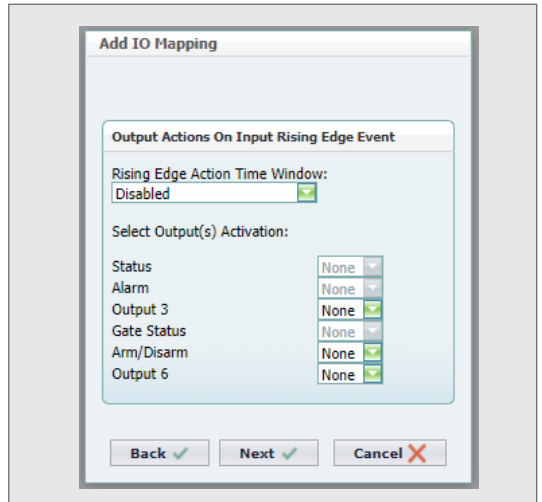 Add IO Mapping
Output Actions On Input Rising Edge Event
Rising Edge Action Time Window:
Disabled
Select Output(s) Activation:
Status None
Alarm None
Output 3 None
Gate Status None
Arm/Disarm None
Output 6 None
Back Next Cancel